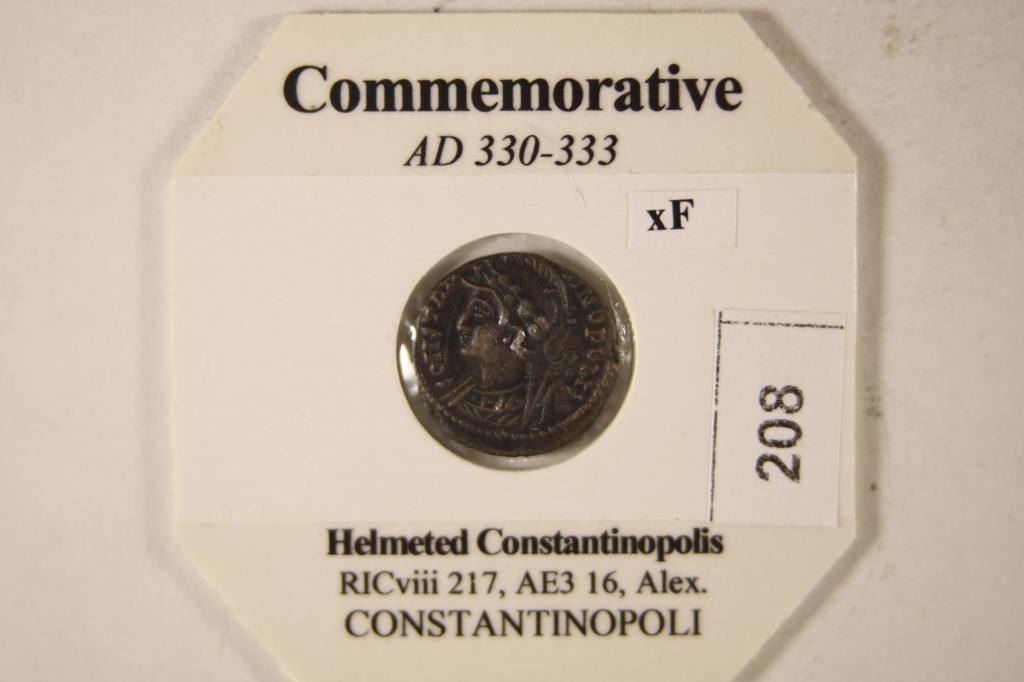 Commemorative
AD 330-333
xF
208
Helmeted Constantinopolis
RICviii 217, AE3 16, Alex.
CONSTANTINOPOLI